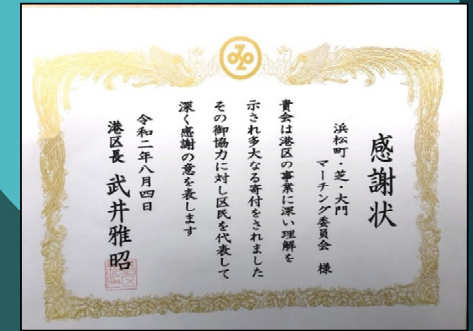 感謝状
浜松町・芝・大門
マーチング委員会 様
貴会は港区の事業に深い理解を
示され多大なる寄付をされました
その御協力に対し区民を代表して
深く感謝の意を表します
令和二年八月四日
港区長 武井雅昭